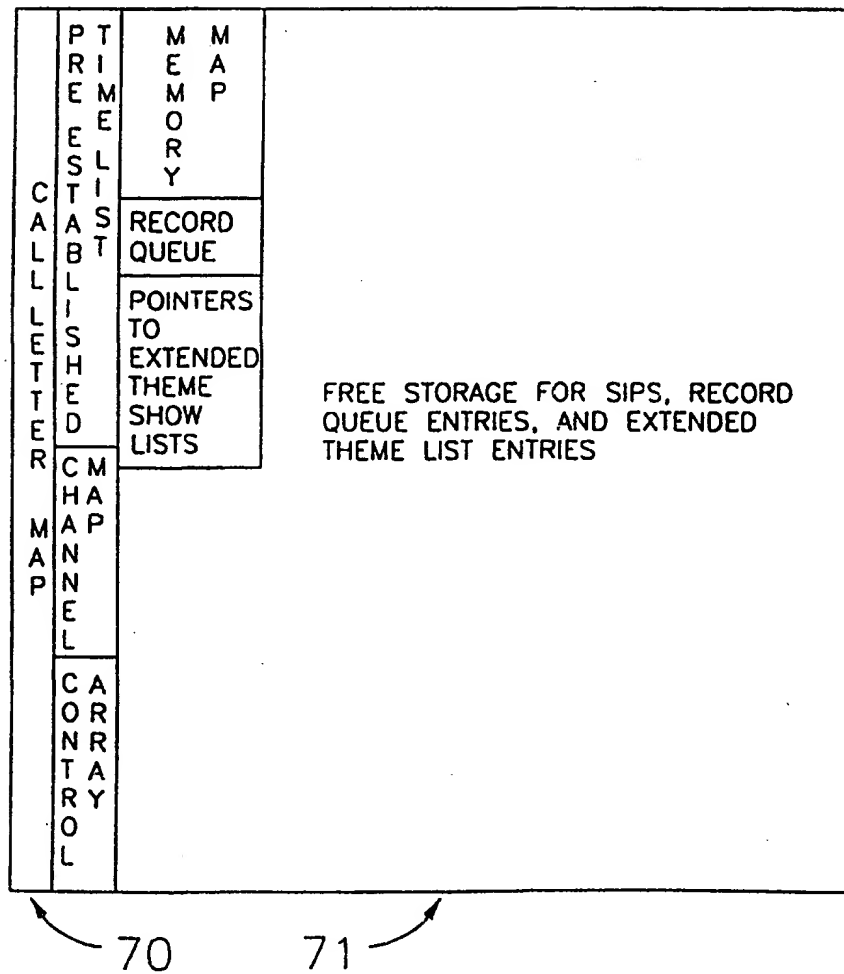 CALL LETTER MAP
PRE ESTABLISHED
TIME LIST
CHANNEL
MAP
CONTROL
ARRAY
MEMORY
MAP
RECORD
QUEUE
POINTERS
TO
EXTENDED
THEME
SHOW
LISTS
FREE STORAGE FOR SIPS, RECORD
QUEUE ENTRIES, AND EXTENDED
THEME LIST ENTRIES
70
71